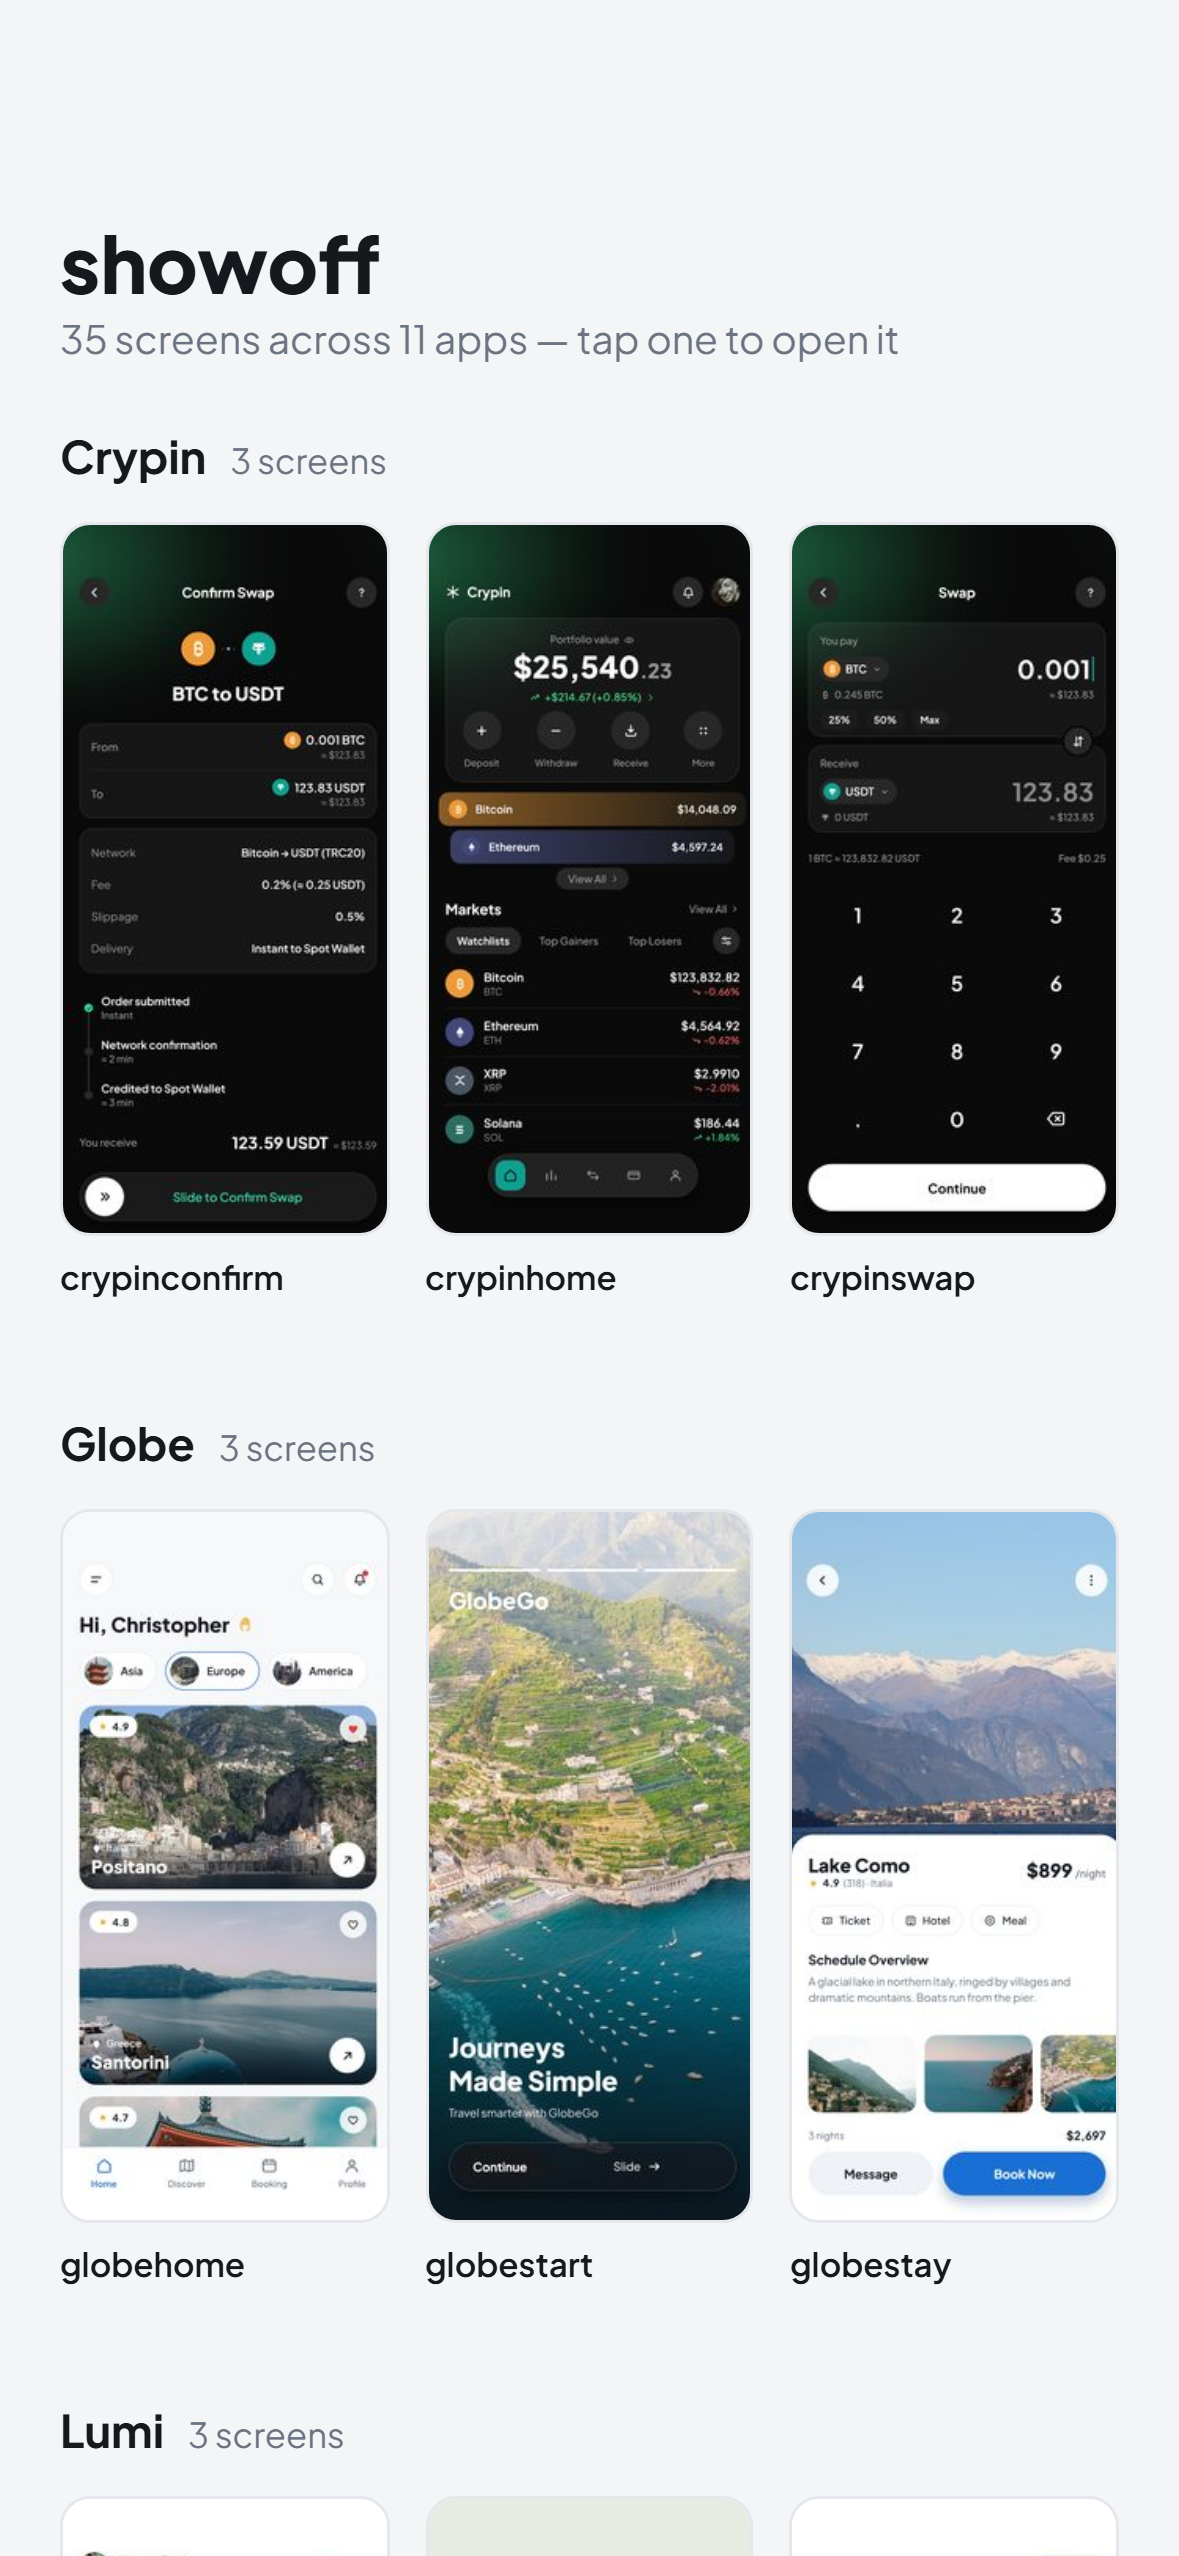 showoff
35 screens across 11 apps — tap one to open it
Crypin 3 screens
Confirm Swap ?
BTC to USDT
From 0.001 BTC
≈ $123.83
To 123.83 USDT
≈ $123.83
Network Bitcoin → USDT (TRC20)
Fee 0.2% (≈ 0.25 USDT)
Slippage 0.5%
Delivery Instant to Spot Wallet
Order submitted
Instant
Network confirmation
≈ 2 min
Credited to Spot Wallet
≈ 3 min
You receive 123.59 USDT ≈ $123.59
Slide to Confirm Swap
crypinconfirm
Crypin
Portfolio value
$25,540.23
+$214.67 (+0.85%)
Deposit Withdraw Receive More
Bitcoin $14,048.09
Ethereum $4,597.24
View All
Markets View All
Watchlists Top Gainers Top Losers
Bitcoin $123,832.82
BTC -0.66%
Ethereum $4,564.92
ETH -0.62%
XRP $2.9910
XRP -2.01%
Solana $186.44
SOL +1.84%
crypinhome
Swap ?
You pay
BTC 0.001
0.245 BTC ≈ $123.83
25% 50% Max
Receive
USDT 123.83
0 USDT ≈ $123.83
1 BTC ≈ 123,832.82 USDT Fee $0.25
1 2 3
4 5 6
7 8 9
. 0
Continue
crypinswap
Globe 3 screens
Hi, Christopher
Asia Europe America
4.9
Positano
4.8
Greece
Santorini
4.7
Home Discover Booking Profile
globehome
GlobeGo
Journeys
Made Simple
Travel smarter with GlobeGo
Continue Slide →
globestart
Lake Como $899 /night
4.9 (318) · Italia
Ticket Hotel Meal
Schedule Overview
A glacial lake in northern Italy, ringed by villages and
dramatic mountains. Boats run from the pier.
3 nights $2,697
Message Book Now
globestay
Lumi 3 screens